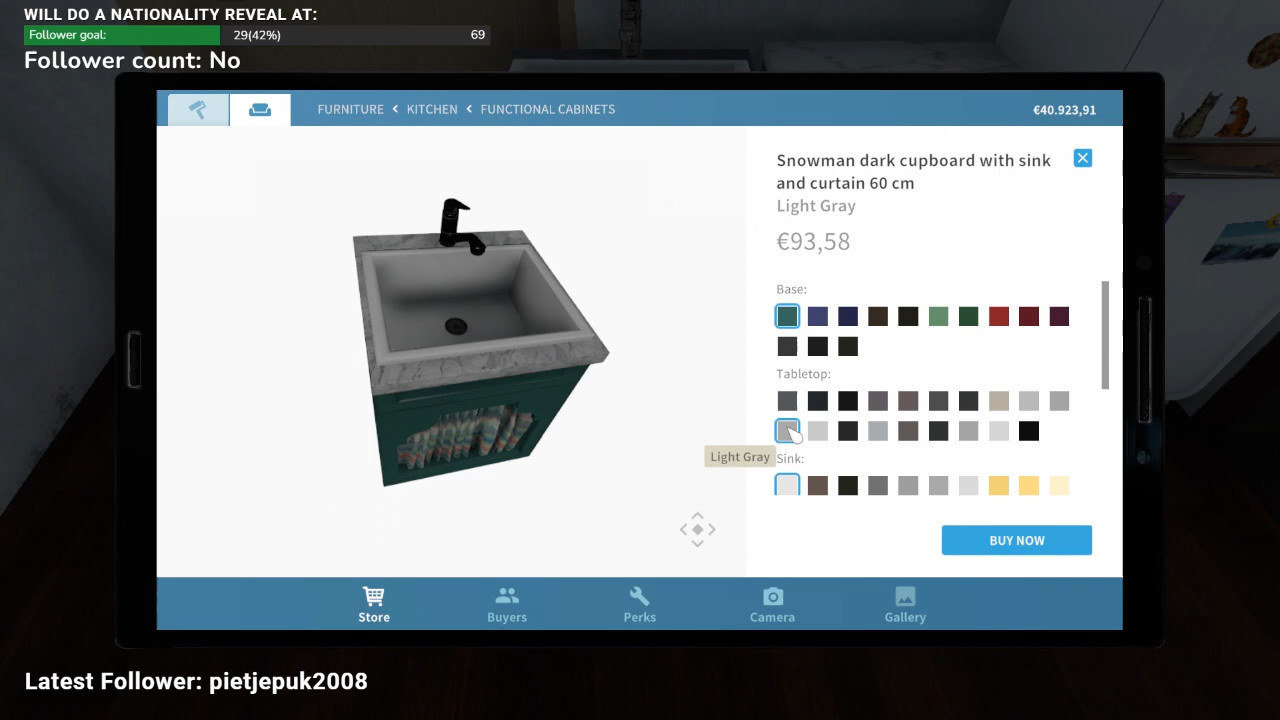 WILL DO A NATIONALITY REVEAL AT:
Follower goal: 29(42%) 69
Follower count: No
FURNITURE < KITCHEN < FUNCTIONAL CABINETS €40.923,91
Snowman dark cupboard with sink
and curtain 60 cm
Light Gray
€93,58
Base:
Tabletop:
Light Gray
Sink:
BUY NOW
Store Buyers Perks Camera Gallery
Latest Follower: pietjepuk2008